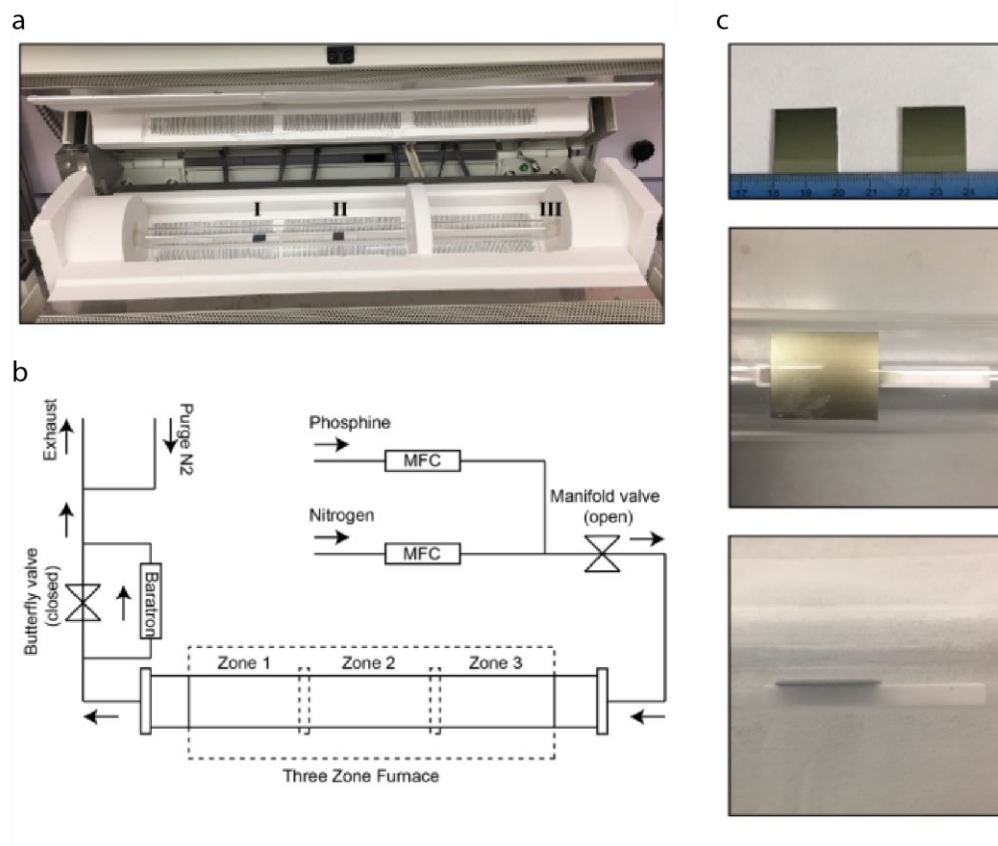 a
c
I
II
III
17 18 19 20 21 22 23 24
b
Exhaust
Purge N2
Phosphine
MFC
Manifold valve
(open)
Nitrogen
MFC
Butterfly valve
(closed)
Baratron
Zone 1
Zone 2
Zone 3
Three Zone Furnace